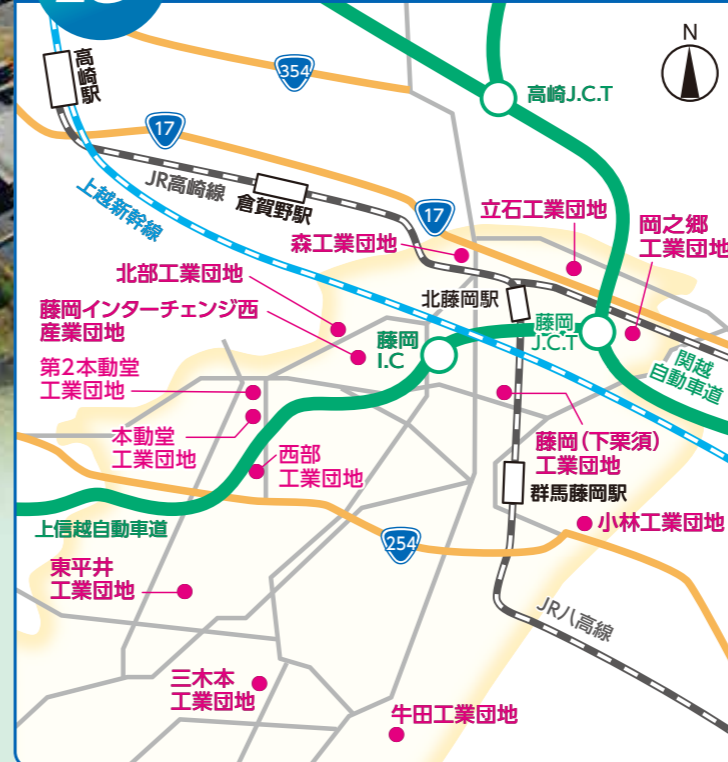 高崎駅
354
N
高崎J.C.T
17
JR高崎線
倉賀野駅
上越新幹線
17
立石工業団地
岡之郷
工業団地
森工業団地
北部工業団地
北藤岡駅
藤岡インターチェンジ西
産業団地
藤岡
I.C
藤岡
J.C.T
関越
自動車道
第2本動堂
工業団地
本動堂
工業団地
西部
工業団地
藤岡(下栗須)
工業団地
群馬藤岡駅
小林工業団地
上信越自動車道
254
東平井
工業団地
JR八高線
三木本
工業団地
牛田工業団地